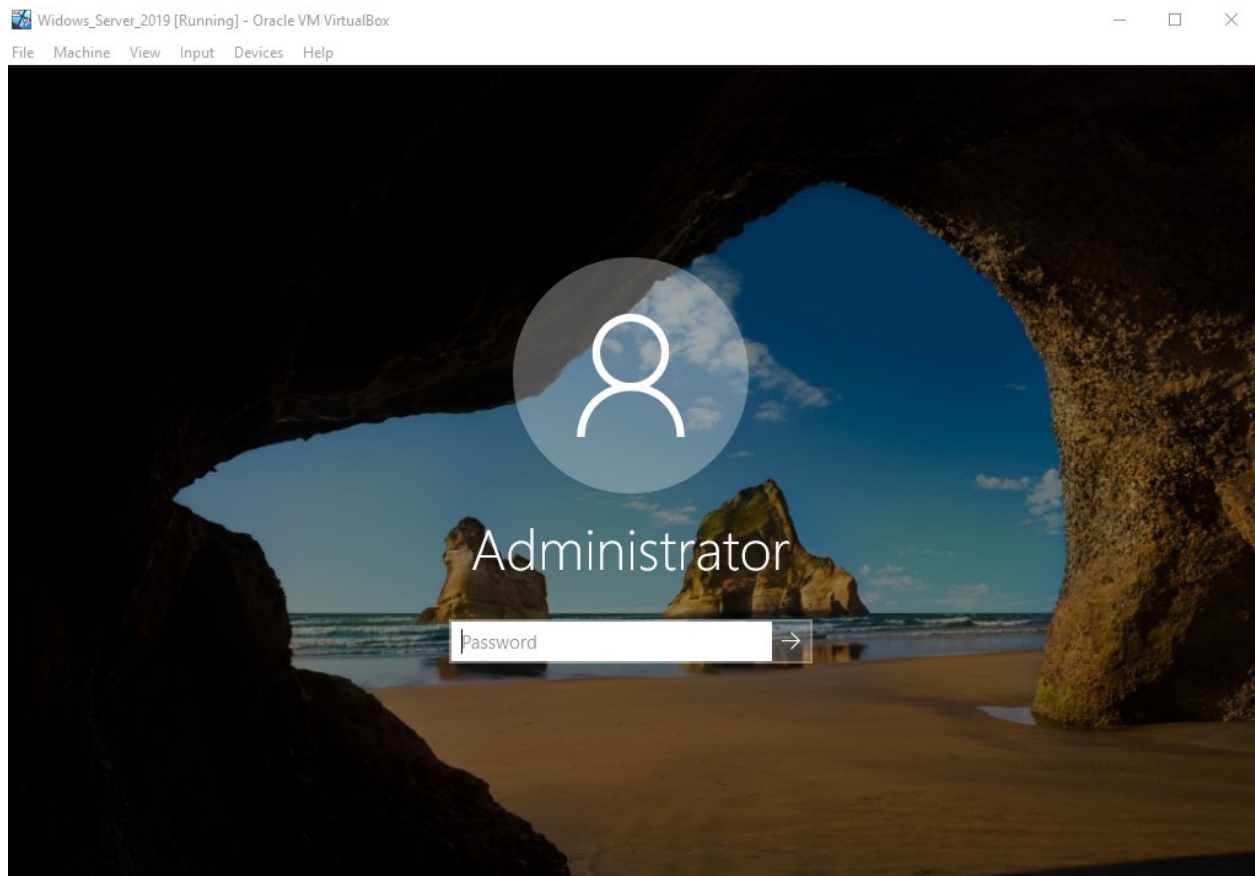 Widows_Server_2019 [Running] - Oracle VM VirtualBox
File Machine View Input Devices Help
Administrator
Password